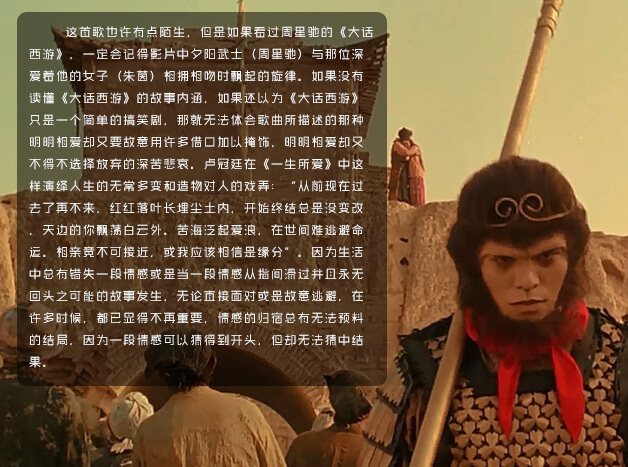 这首歌也许有点陌生，但是如果看过周星驰的《大话
西游》，一定会记得影片中夕阳武士（周星驰）与那位深
爱着他的女子（朱茵）相拥相吻时飘起的旋律。如果没有
读懂《大话西游》的故事内涵，如果还以为《大话西游》
只是一个简单的搞笑剧，那就无法体会歌曲所描述的那种
明明相爱却又要故意用许多借口加以掩饰，明明相爱却又
不得不选择放弃的深苦悲哀。卢冠廷在《一生所爱》中这
样演绎人生的无常多变和造物对人的戏弄：“从前现在过
去了再不来，红红落叶长埋尘土内，开始终结总是没变改
，天边的你飘荡白云外。苦海泛起爱浪，在世间难逃避命
运。相亲竟不可接近，或我应该相信是缘分”。因为生活
中总有错失一段情感或是当一段情感从指间滑过并且永无
回头之可能的故事发生，无论直接面对或是故意逃避，在
许多时候，都已显得不再重要，情感的归宿总有无法预料
的结局，因为一段情感可以猜得到开头，但却无法猜中结
果。